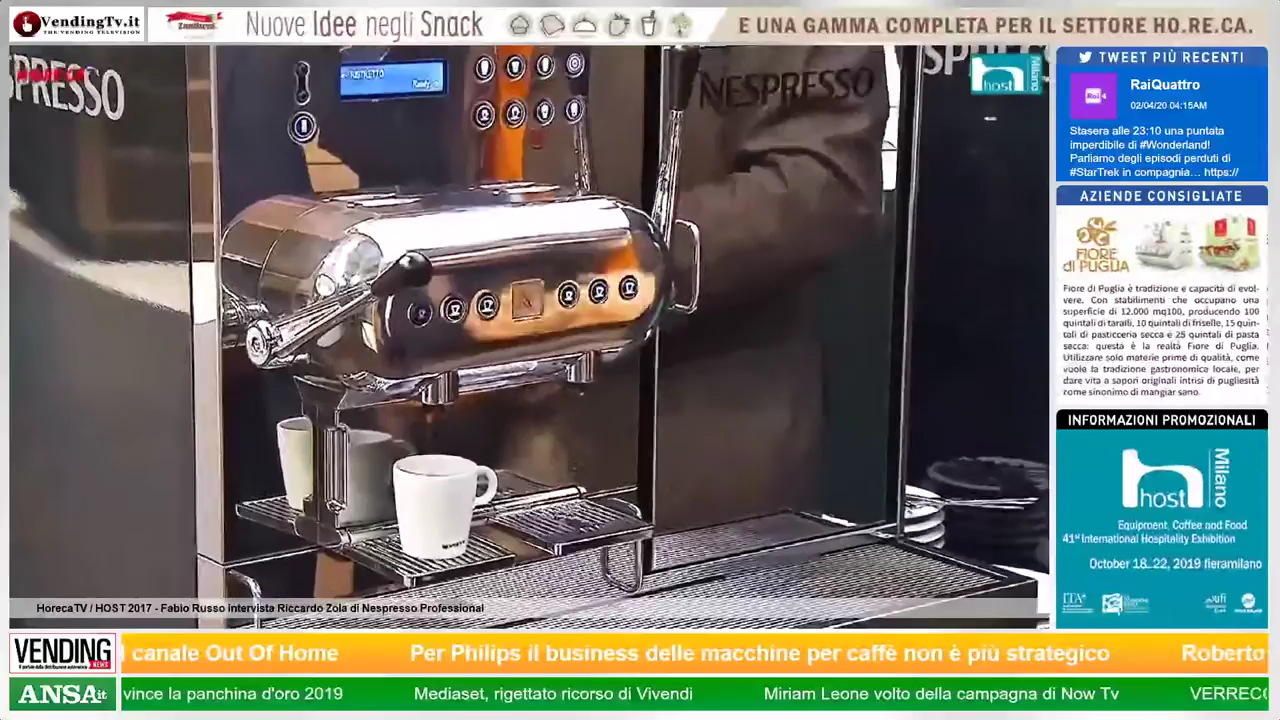 VendingTv.it
THE VENDING TELEVISION
Nuove Idee negli Snack
E UNA GAMMA COMPLETA PER IL SETTORE HO.RE.CA.
SPRESSO
NESPRESSO
Ready
host
Milano
TWEET PIÙ RECENTI
RaiQuattro
02/04/20 04:15AM
Stasera alle 23:10 una puntata
imperdibile di #Wonderland!
Parliamo degli episodi perduti di
#StarTrek in compagnia… https://
AZIENDE CONSIGLIATE
FIORE
di PUGLIA
Fiore di Puglia è tradizione e capacità di evol-
vere. Con stabilimenti che occupano una
superficie di 12.000 mq100, producendo 100
quintali di taralli, 10 quintali di friselle, 15 quin-
tali di pasticceria secca e 25 quintali di pasta
secca: questa è la realtà Fiore di Puglia.
Utilizzare solo materie prime di qualità, come
vuole la tradizione gastronomica locale, per
dare vita a sapori originali intrisi di pugliesità
come sinonimo di mangiar sano.
INFORMAZIONI PROMOZIONALI
host
Milano
Equipment, Coffee and Food
41st International Hospitality Exhibition
October 18_22, 2019 fieramilano
ufi
HorecaTV / HOST 2017 - Fabio Russo intervista Riccardo Zola di Nespresso Professional
VENDING
NEWS
l canale Out Of Home Per Philips il business delle macchine per caffè non è più strategico Roberto
ANSA.it
vince la panchina d'oro 2019 Mediaset, rigettato ricorso di Vivendi Miriam Leone volto della campagna di Now Tv VERREC